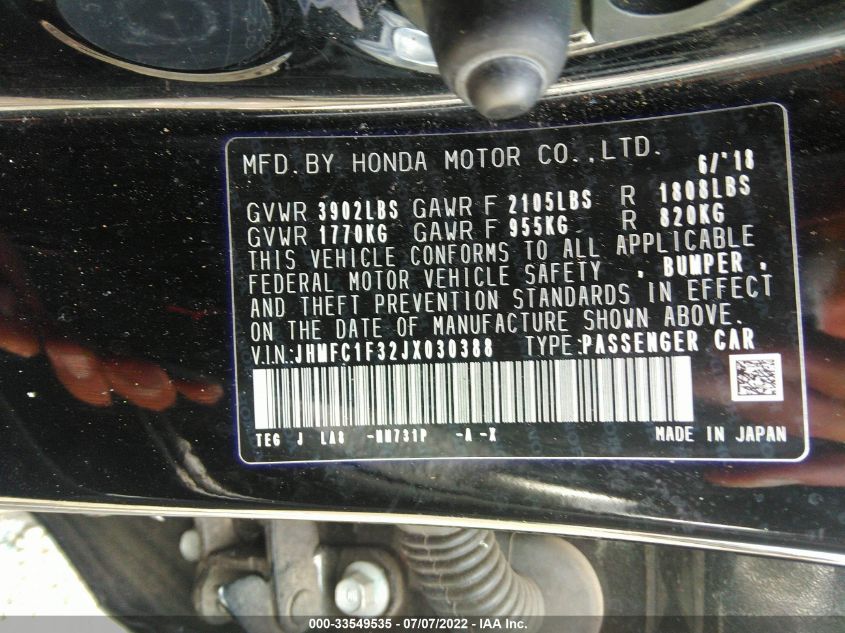 MFD. BY HONDA MOTOR CO., LTD. 6/'18
GVWR 3902LBS GAWR F 2105LBS R 1808LBS
GVWR 1770KG GAWR F 955KG R 820KG
THIS VEHICLE CONFORMS TO ALL APPLICABLE
FEDERAL MOTOR VEHICLE SAFETY , BUMPER ,
AND THEFT PREVENTION STANDARDS IN EFFECT
ON THE DATE OF MANUFACTURE SHOWN ABOVE.
V.I.N.:JHMFC1F32JX030388 TYPE:PASSENGER CAR
TEG J LA8 -NH731P -A -X MADE IN JAPAN
000-33549535 - 07/07/2022 - IAA Inc.